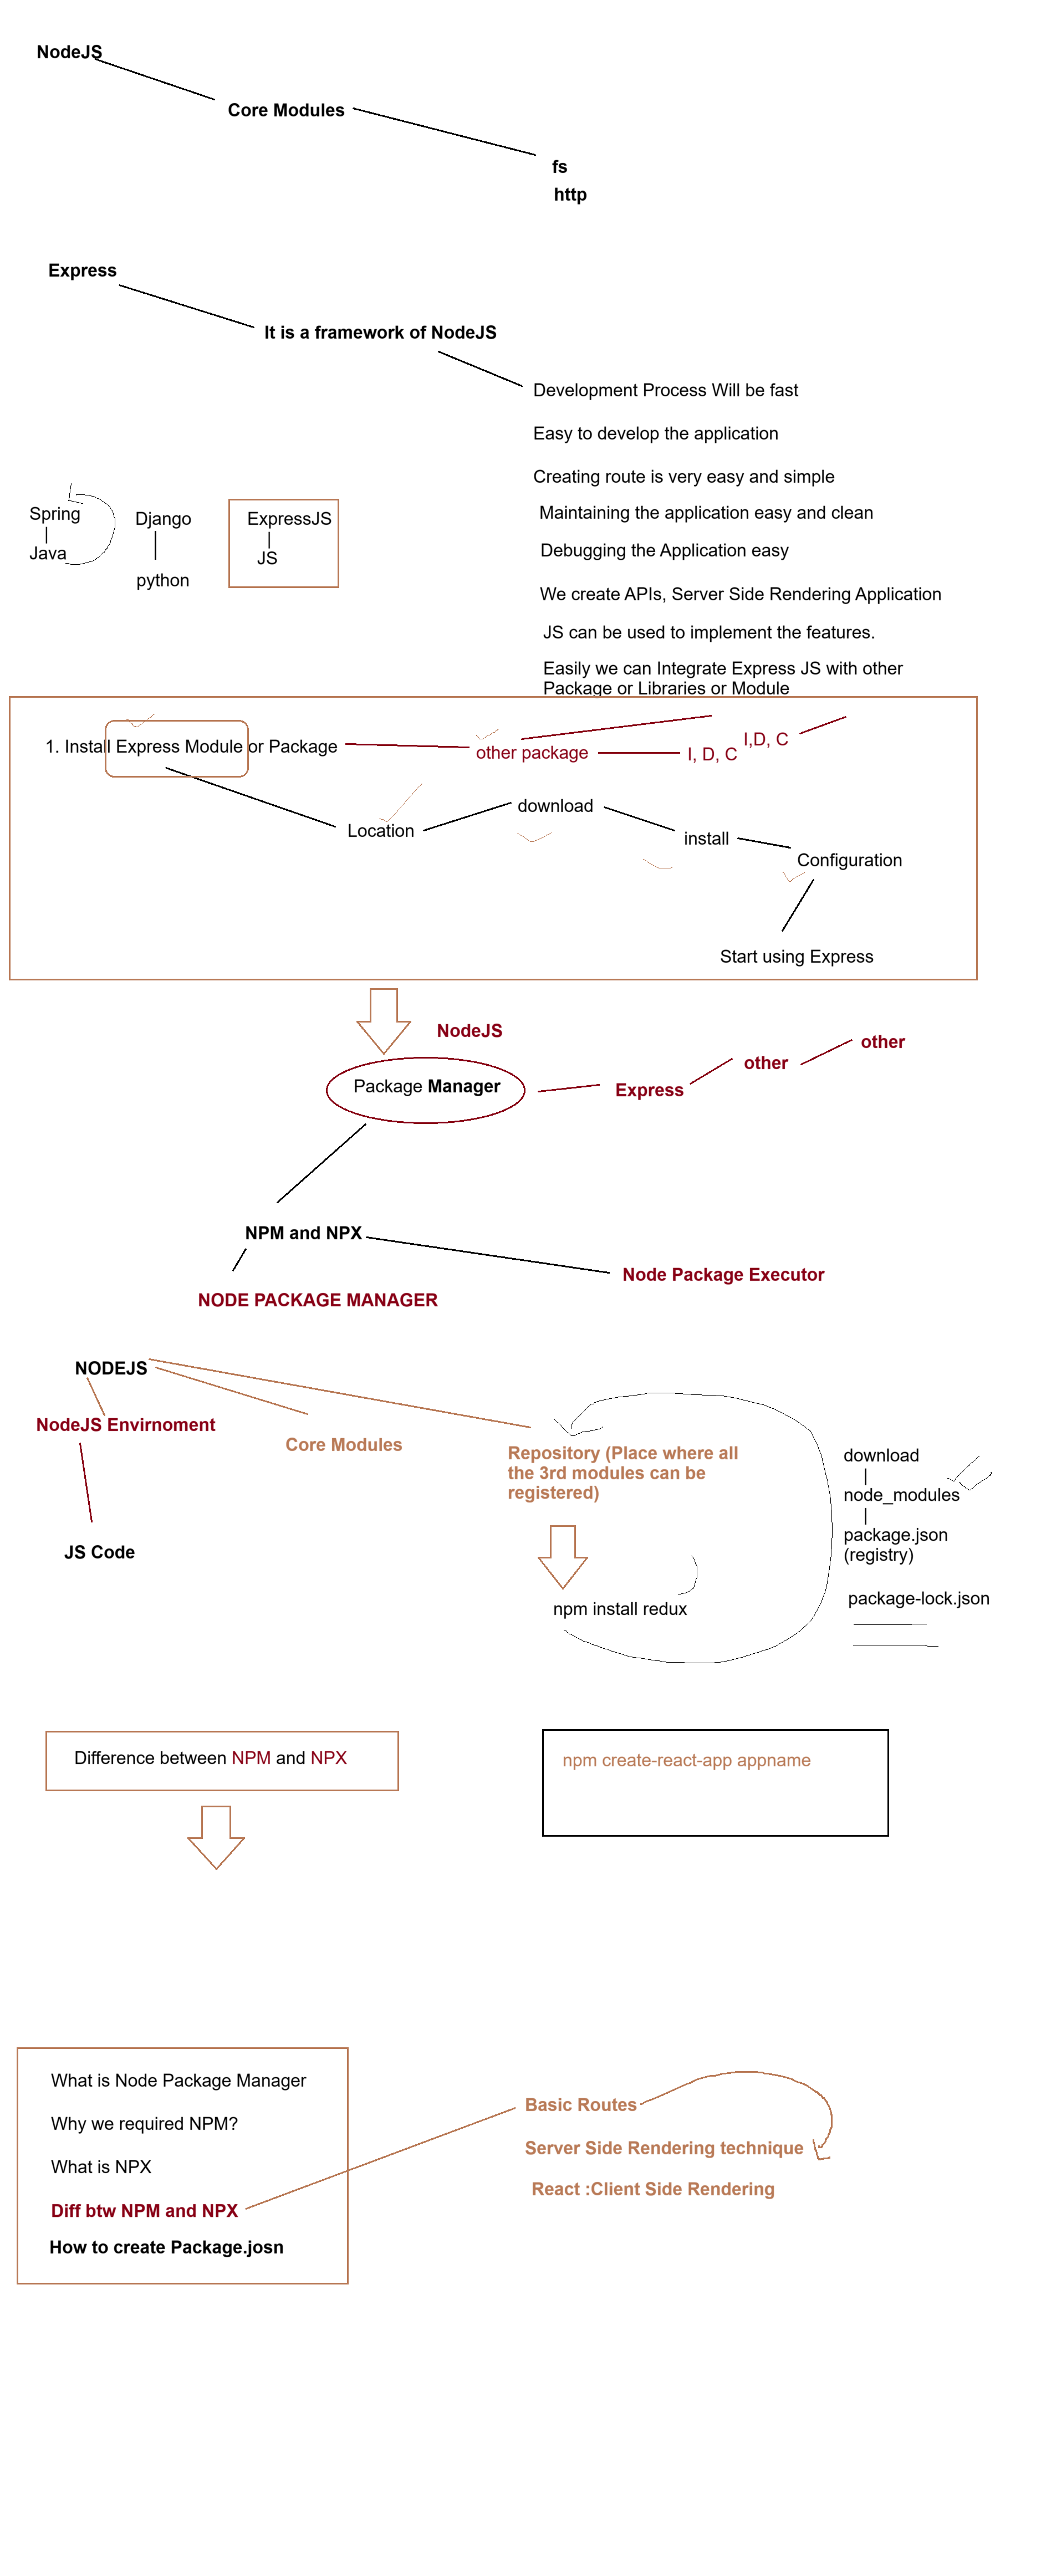 NodeJS
Core Modules
fs
http
Express
It is a framework of NodeJS
Development Process Will be fast
Easy to develop the application
Creating route is very easy and simple
Maintaining the application easy and clean
Debugging the Application easy
We create APIs, Server Side Rendering Application
JS can be used to implement the features.
Easily we can Integrate Express JS with other
Package or Libraries or Module
Spring
Java
Django
python
ExpressJS
JS
1. Install Express Module or Package
other package
I, D, C
I,D, C
Location
download
install
Configuration
Start using Express
NodeJS
Package Manager
Express
other
other
NPM and NPX
NODE PACKAGE MANAGER
Node Package Executor
NODEJS
NodeJS Envirnoment
JS Code
Core Modules
Repository (Place where all
the 3rd modules can be
registered)
npm install redux
download
node_modules
package.json
(registry)
package-lock.json
Difference between NPM and NPX
npm create-react-app appname
What is Node Package Manager
Why we required NPM?
What is NPX
Diff btw NPM and NPX
How to create Package.josn
Basic Routes
Server Side Rendering technique
React :Client Side Rendering